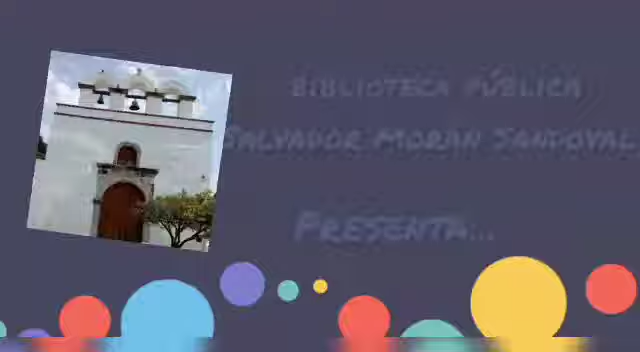 BIBLIOTECA PÚBLICA
SALVADOR MORAN SANDOVAL
PRESENTA...